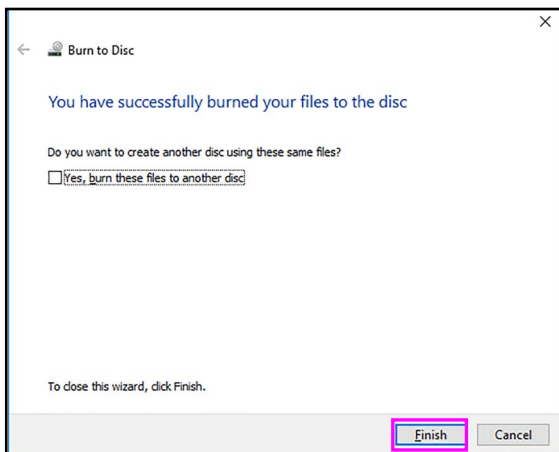 Burn to Disc
You have successfully burned your files to the disc
Do you want to create another disc using these same files?
Yes, burn these files to another disc
To close this wizard, click Finish.
Finish Cancel